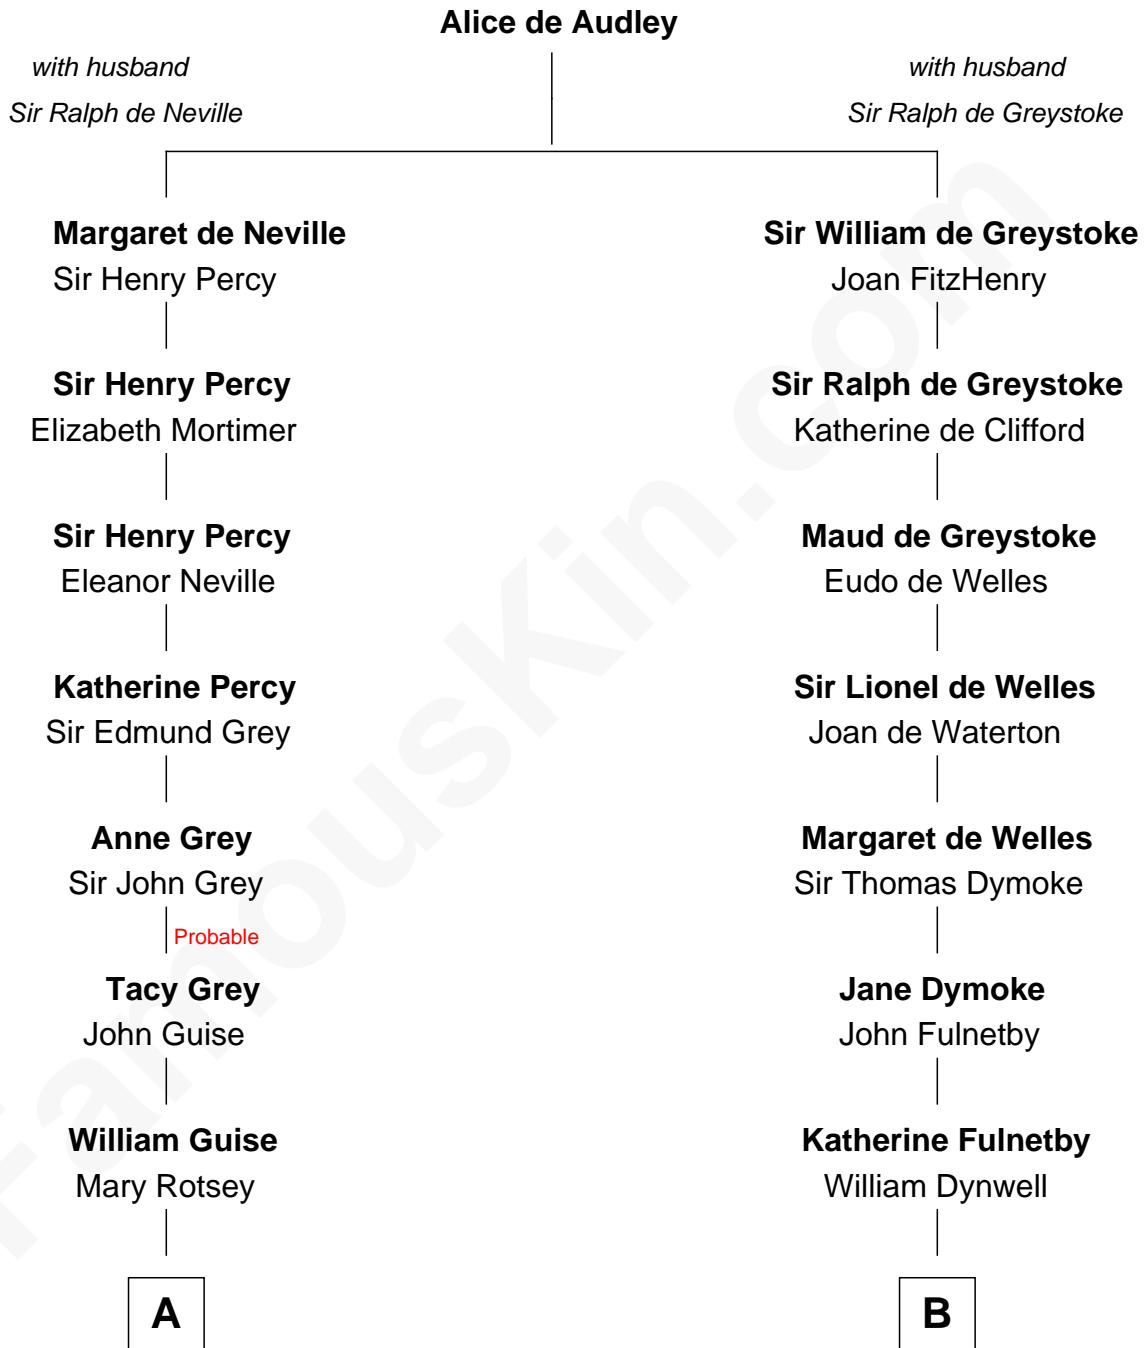 Alice de Audley
with husband
Sir Ralph de Neville
with husband
Sir Ralph de Greystoke
Margaret de Neville
Sir Henry Percy
Sir Henry Percy
Elizabeth Mortimer
Sir Henry Percy
Eleanor Neville
Katherine Percy
Sir Edmund Grey
Anne Grey
Sir John Grey
Probable
Tacy Grey
John Guise
William Guise
Mary Rotsey
A
Sir William de Greystoke
Joan FitzHenry
Sir Ralph de Greystoke
Katherine de Clifford
Maud de Greystoke
Eudo de Welles
Sir Lionel de Welles
Joan de Waterton
Margaret de Welles
Sir Thomas Dymoke
Jane Dymoke
John Fulnetby
Katherine Fulnetby
William Dynwell
B
FamousKin.com